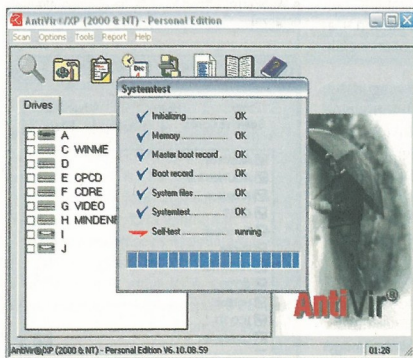 AntiVir®/XP (2000 & NT) - Personal Edition
Scan Options Tools Report Help
Drives
A
C WINME
D
E CPCD
F CDRE
G VIDEO
H MINDENE
I
J
Systemtest
Initializing .......... OK
Memory .......... OK
Master boot record . OK
Boot record .......... OK
System files .......... OK
Systemtest .......... OK
Self-test .......... running
AntiVir®
AntiVir®/XP (2000 & NT) - Personal Edition V6.10.08.59
01:28